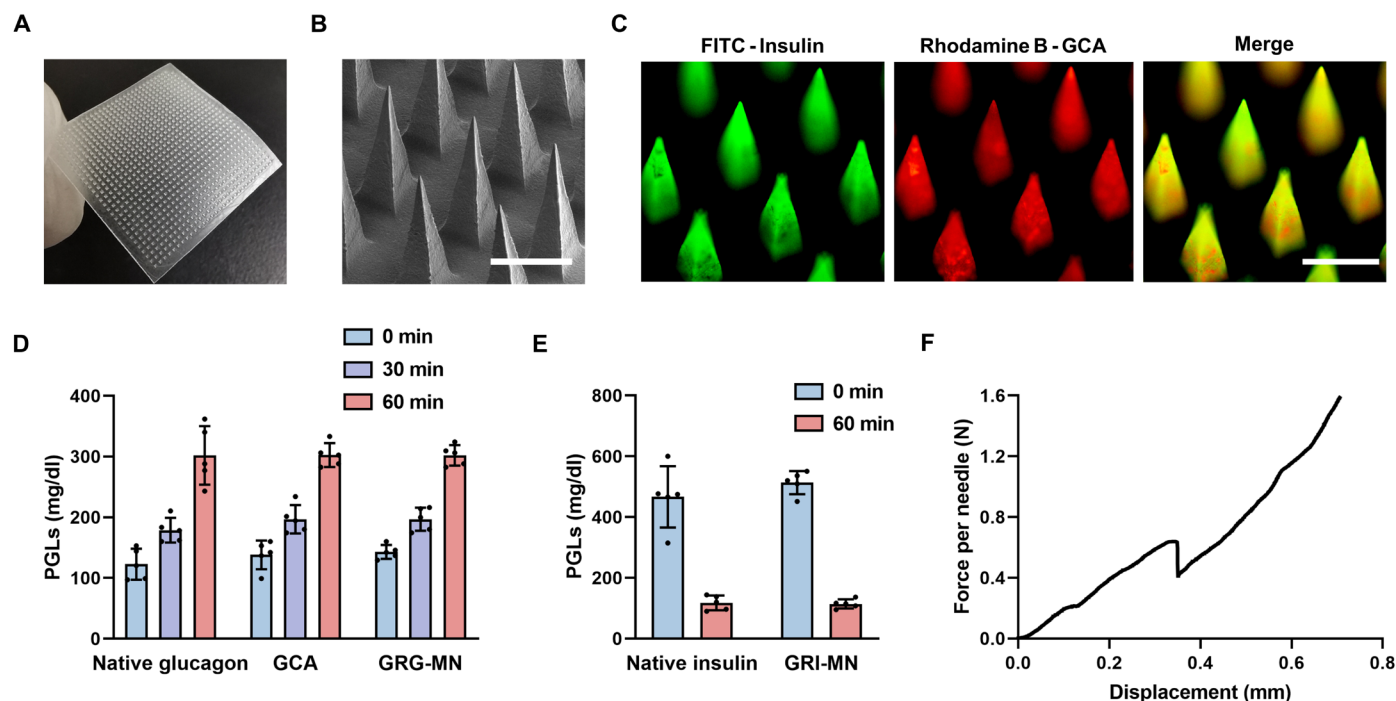 A
B
C
FITC - Insulin
Rhodamine B - GCA
Merge
D
0 min
30 min
60 min
PGLs (mg/dl)
400
300
200
100
0
Native glucagon
GCA
GRG-MN
E
0 min
60 min
PGLs (mg/dl)
800
600
400
200
0
Native insulin
GRI-MN
F
Force per needle (N)
1.6
1.2
0.8
0.4
0.0
0.0
0.2
0.4
0.6
0.8
Displacement (mm)